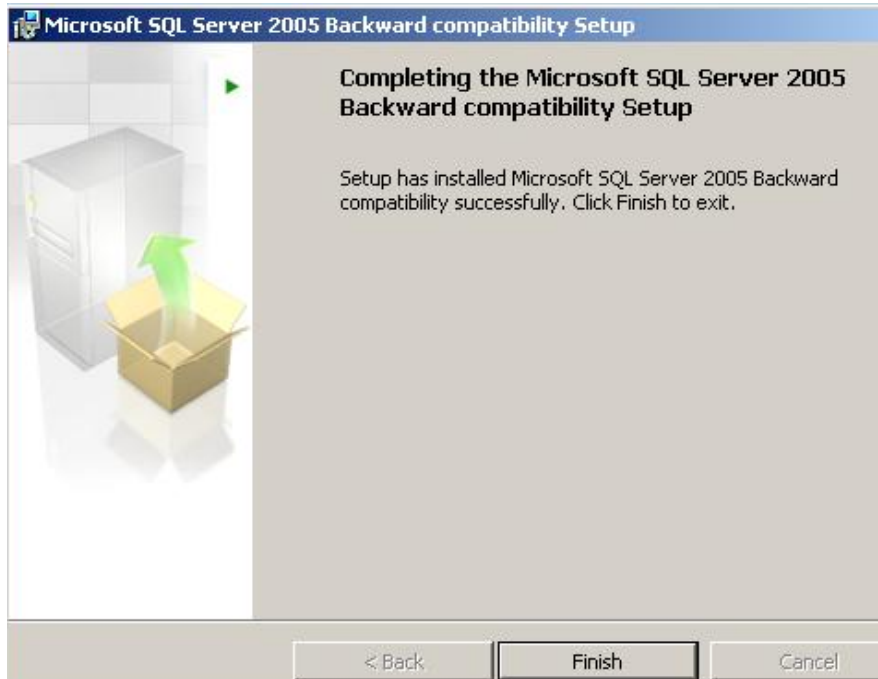 Microsoft SQL Server 2005 Backward compatibility Setup
Completing the Microsoft SQL Server 2005
Backward compatibility Setup
Setup has installed Microsoft SQL Server 2005 Backward
compatibility successfully. Click Finish to exit.
< Back
Finish
Cancel